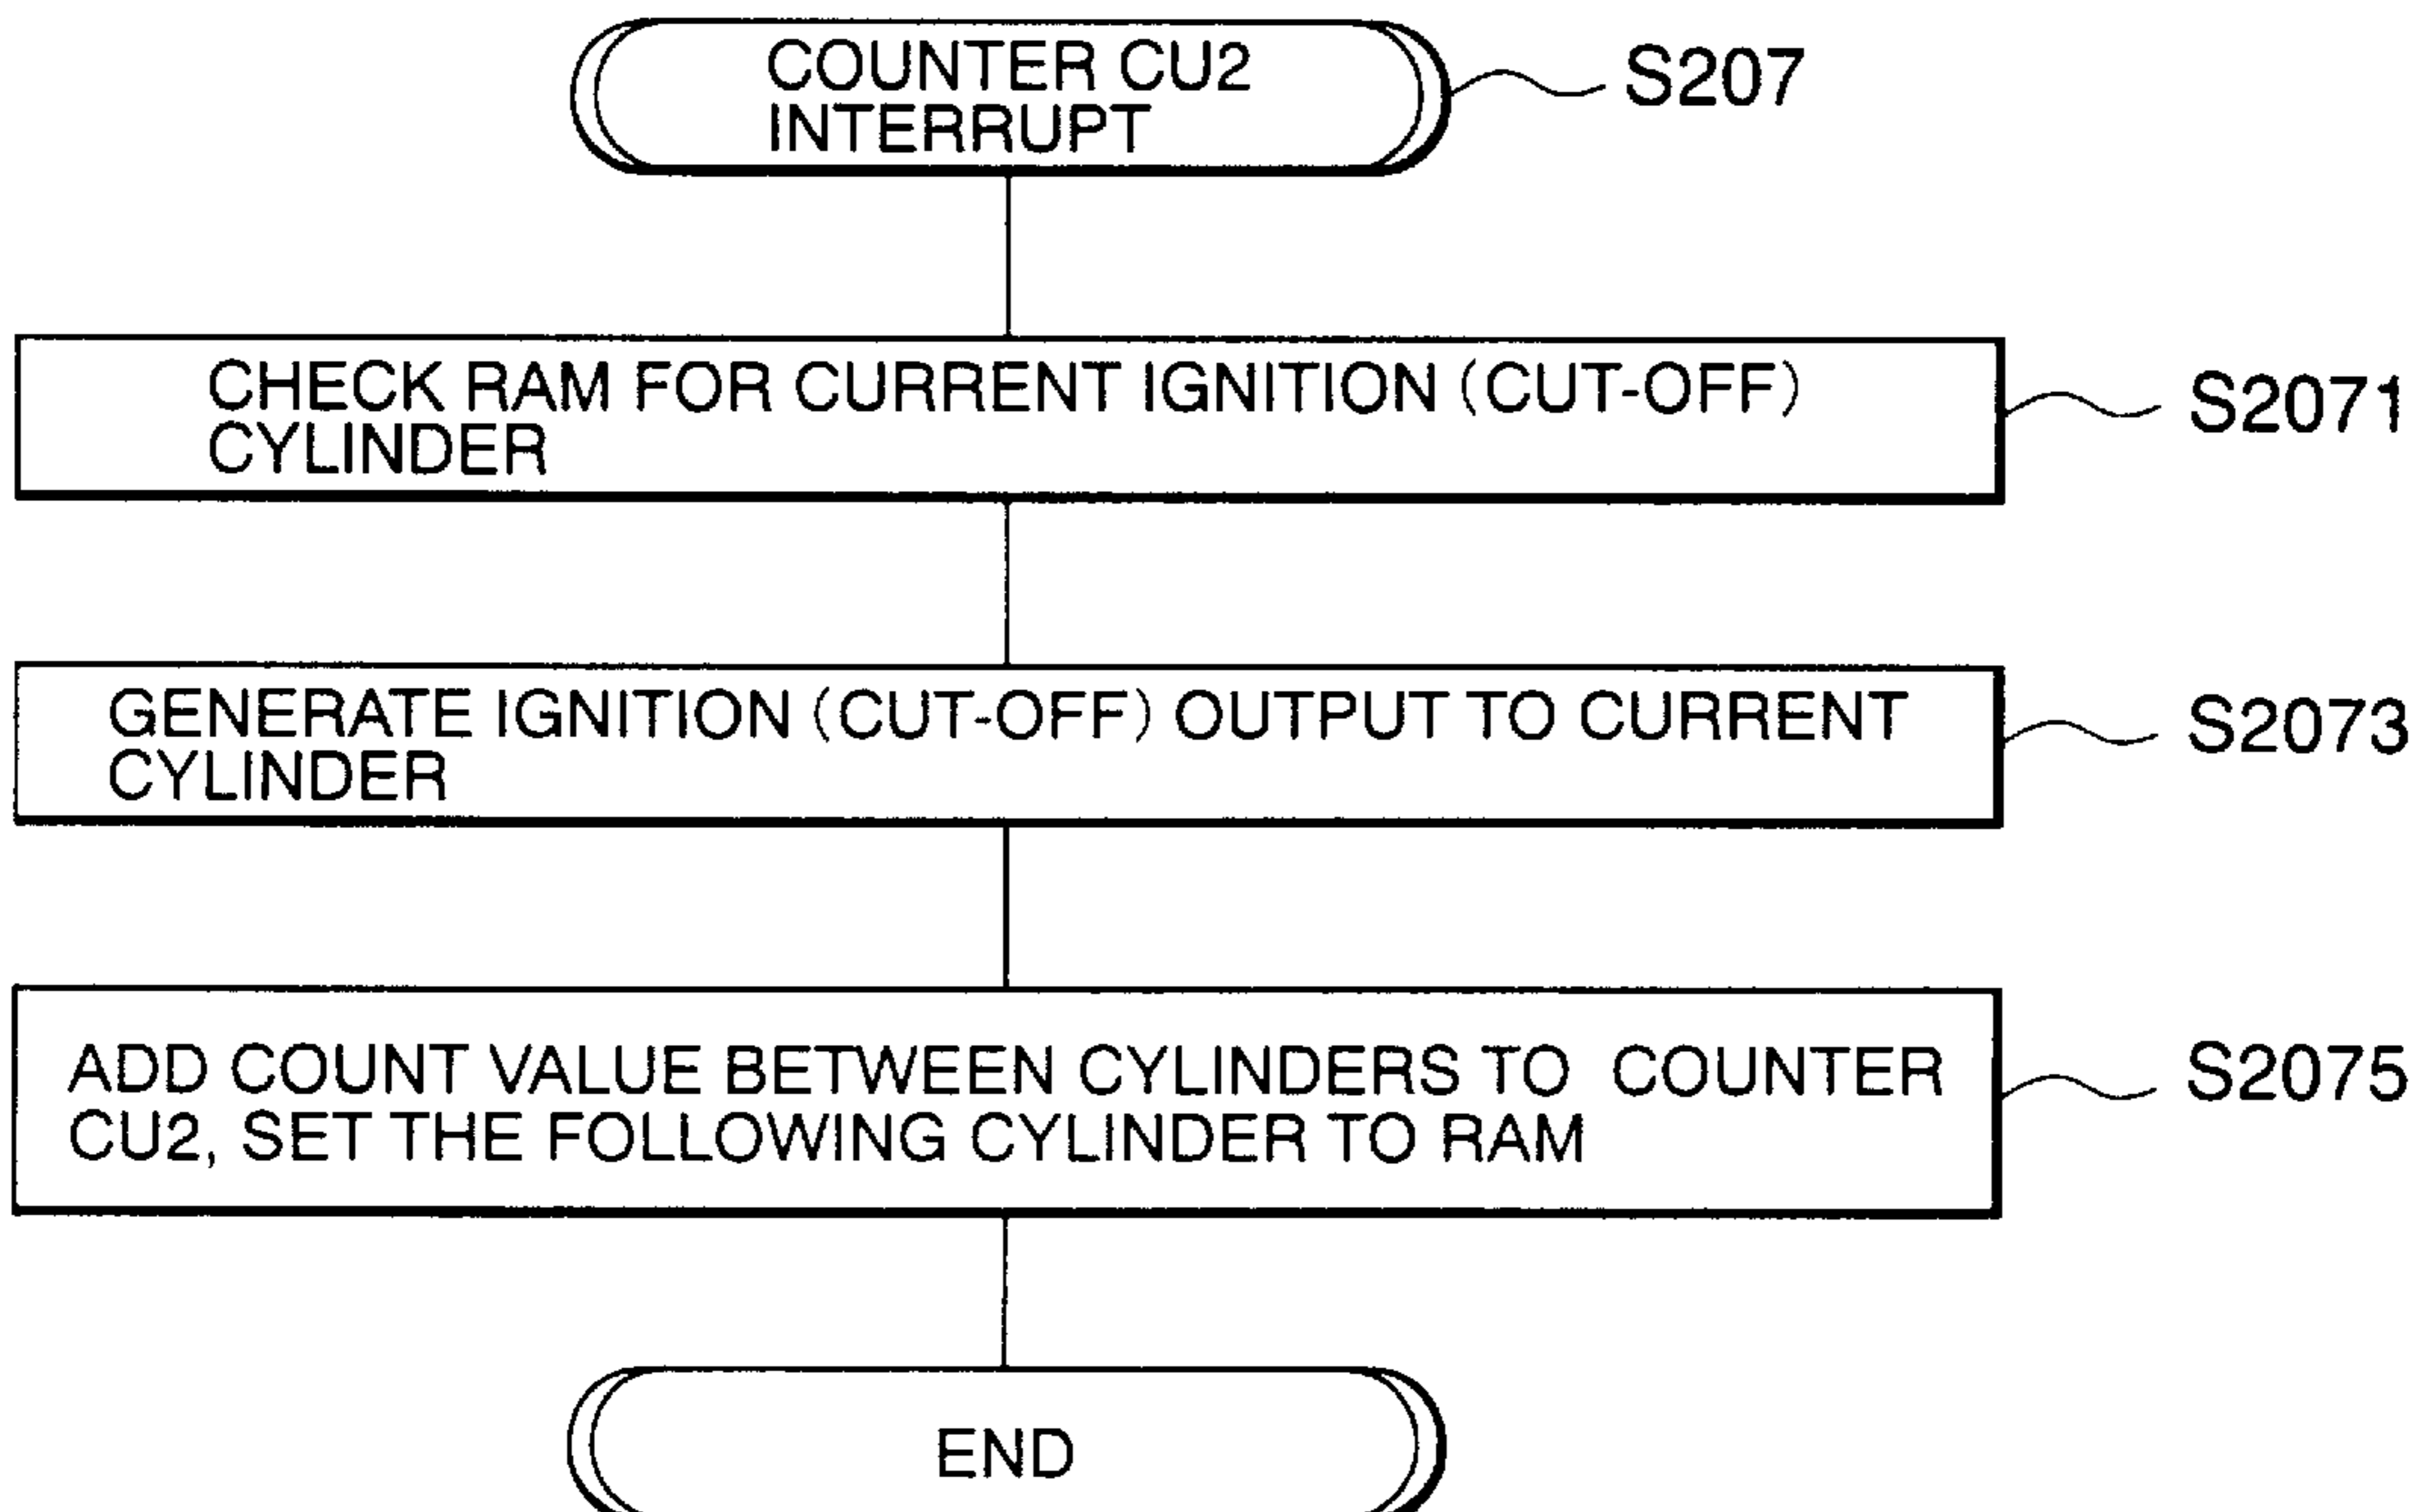 COUNTER CU2
INTERRUPT
S207
CHECK RAM FOR CURRENT IGNITION (CUT-OFF)
CYLINDER
S2071
GENERATE IGNITION (CUT-OFF) OUTPUT TO CURRENT
CYLINDER
S2073
ADD COUNT VALUE BETWEEN CYLINDERS TO COUNTER
CU2, SET THE FOLLOWING CYLINDER TO RAM
S2075
END